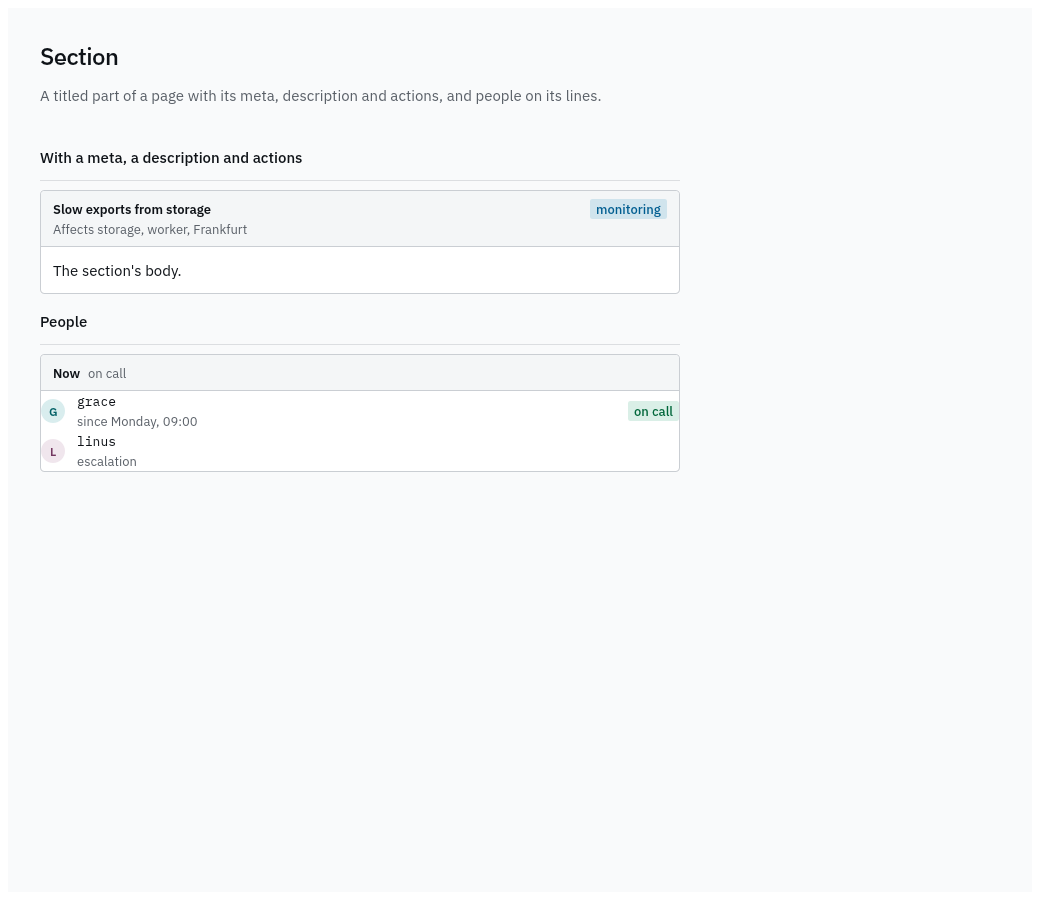 Section
A titled part of a page with its meta, description and actions, and people on its lines.
With a meta, a description and actions
Slow exports from storage monitoring
Affects storage, worker, Frankfurt
The section's body.
People
Now on call
G grace
since Monday, 09:00 on call
L linus
escalation